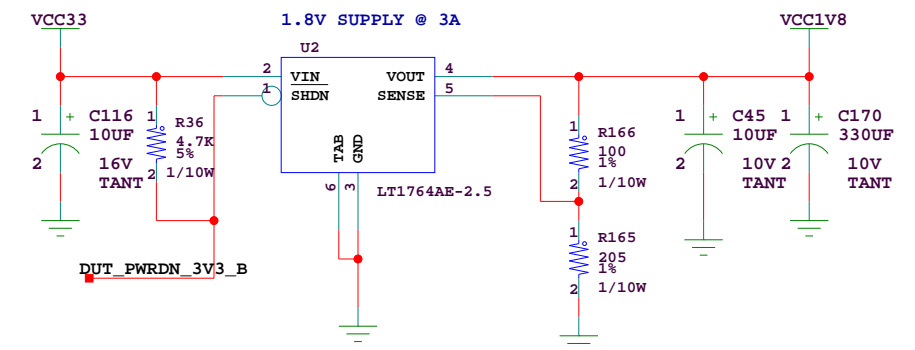 VCC33
1.8V SUPPLY @ 3A
VCC1V8
U2
2
VIN
VOUT
4
1
SHDN
SENSE
5
TAB
GND
6
3
LT1764AE-2.5
1
+
C116
10UF
2
16V
TANT
1
R36
4.7K
5%
2
1/10W
DUT_PWRDN_3V3_B
1
R166
100
1%
2
1/10W
1
R165
205
1%
2
1/10W
1
+
C45
10UF
2
10V
TANT
1
+
C170
330UF
2
10V
TANT